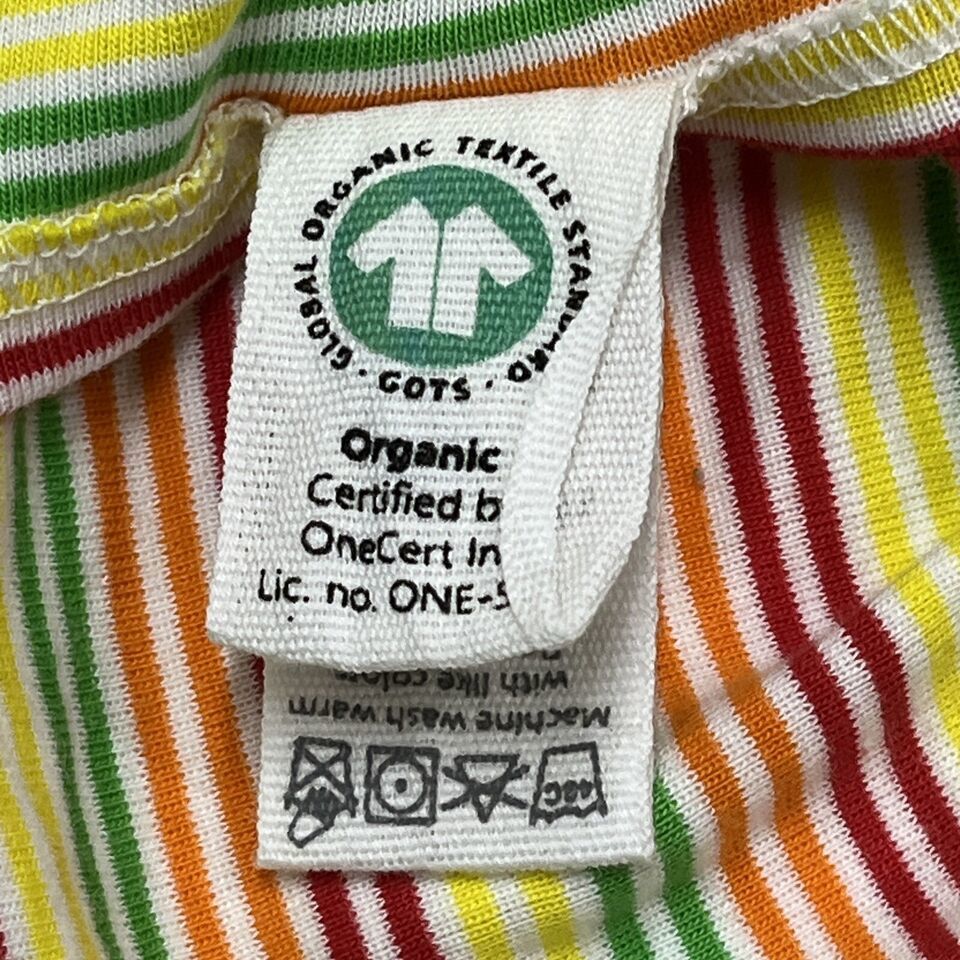 GLOBAL ORGANIC TEXTILE STANDARD
· GOTS ·
Organic
Certified b
OneCert In
Lic. no. ONE-
Machine wash warm
with like colors